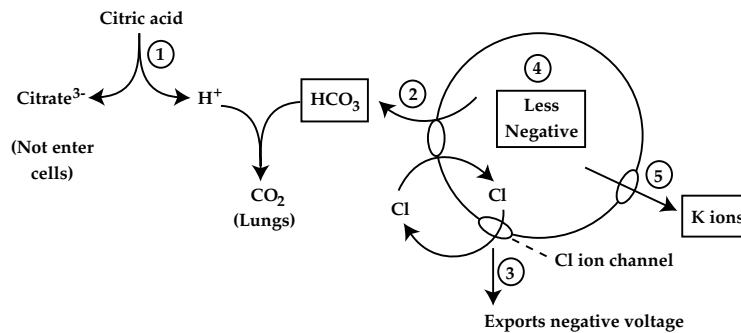 Citric acid
1
Citrate³⁻
H⁺
HCO₃
2
4
Less
Negative
(Not enter
cells)
CO₂
(Lungs)
Cl
Cl
5
K ions
3
Cl ion channel
Exports negative voltage